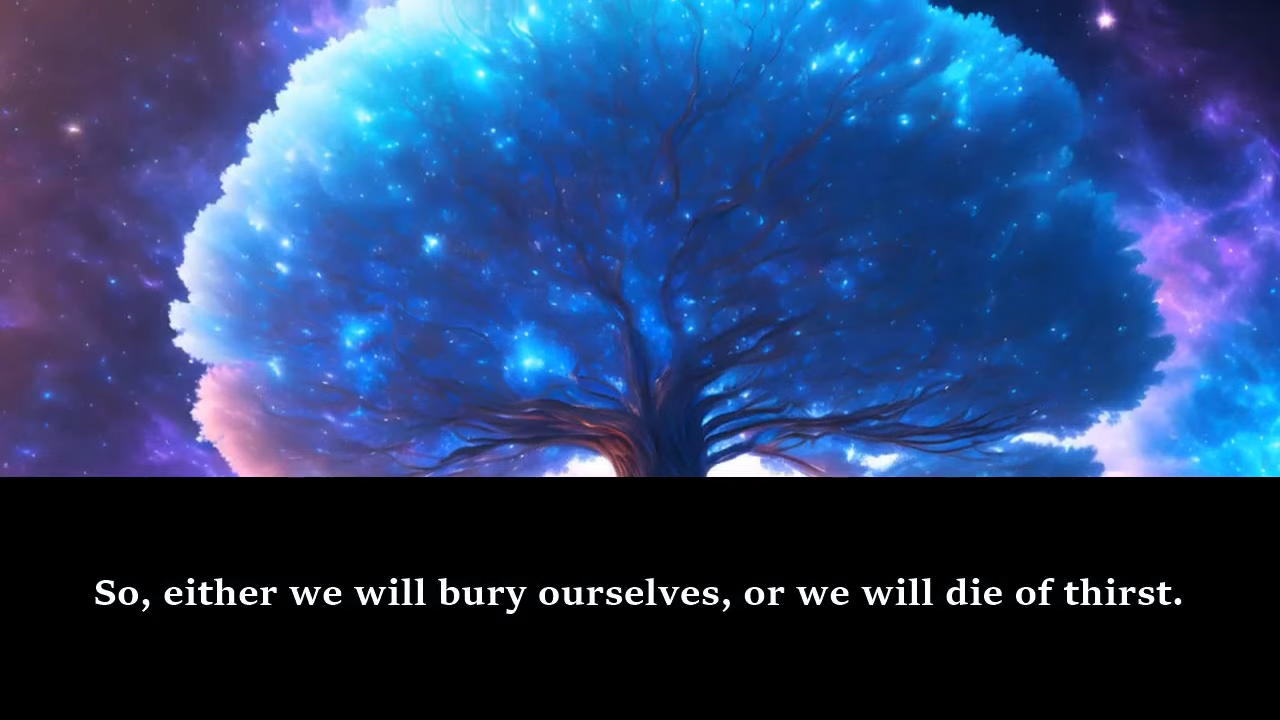 So, either we will bury ourselves, or we will die of thirst.